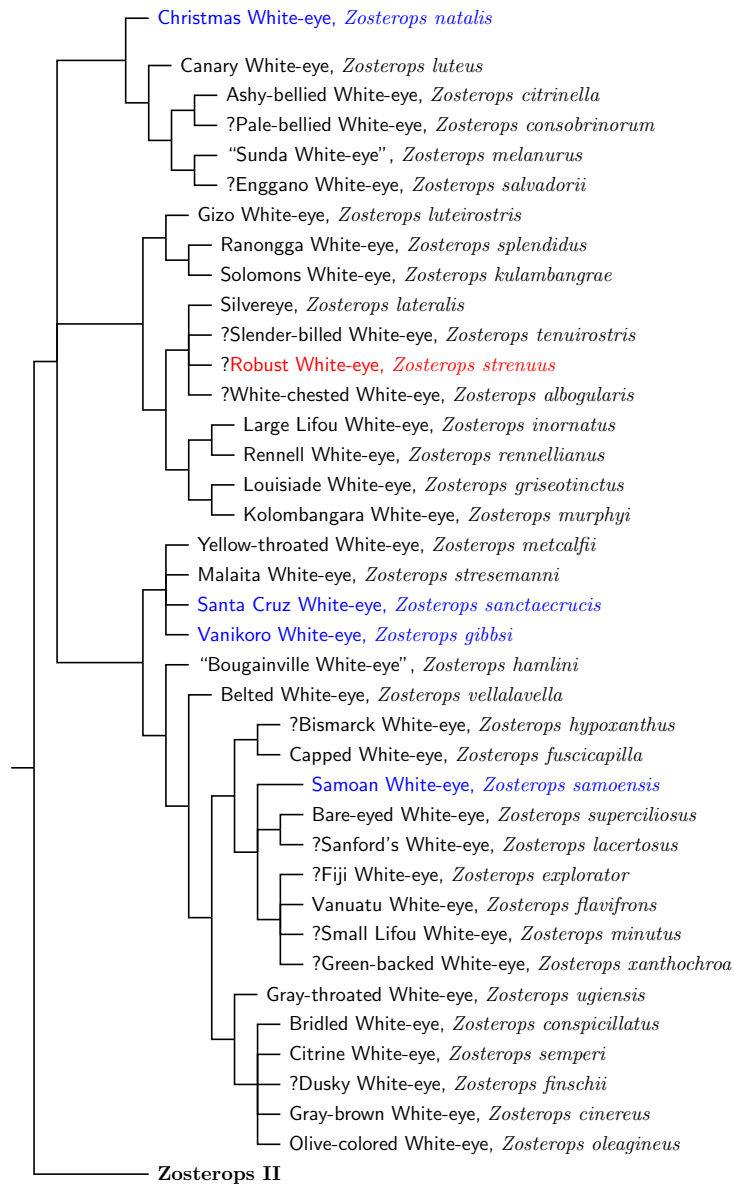 Christmas White-eye, Zosterops natalis
Canary White-eye, Zosterops luteus
Ashy-bellied White-eye, Zosterops citrinella
?Pale-bellied White-eye, Zosterops consobrinorum
“Sunda White-eye”, Zosterops melanurus
?Enggano White-eye, Zosterops salvadorii
Gizo White-eye, Zosterops luteirostris
Ranongga White-eye, Zosterops splendidus
Solomons White-eye, Zosterops kulambangrae
Silvereye, Zosterops lateralis
?Slender-billed White-eye, Zosterops tenuirostris
?Robust White-eye, Zosterops strenuus
?White-chested White-eye, Zosterops albogularis
Large Lifou White-eye, Zosterops inornatus
Rennell White-eye, Zosterops rennellianus
Louisiade White-eye, Zosterops griseotinctus
Kolombangara White-eye, Zosterops murphyi
Yellow-throated White-eye, Zosterops metcalfii
Malaita White-eye, Zosterops stresemanni
Santa Cruz White-eye, Zosterops sanctaecrucis
Vanikoro White-eye, Zosterops gibbsi
“Bougainville White-eye”, Zosterops hamlini
Belted White-eye, Zosterops vellalavella
?Bismarck White-eye, Zosterops hypoxanthus
Capped White-eye, Zosterops fuscicapilla
Samoan White-eye, Zosterops samoensis
Bare-eyed White-eye, Zosterops superciliosus
?Sanford's White-eye, Zosterops lacertosus
?Fiji White-eye, Zosterops explorator
Vanuatu White-eye, Zosterops flavifrons
?Small Lifou White-eye, Zosterops minutus
?Green-backed White-eye, Zosterops xanthochroa
Gray-throated White-eye, Zosterops ugiensis
Bridled White-eye, Zosterops conspicillatus
Citrine White-eye, Zosterops semperi
?Dusky White-eye, Zosterops finschii
Gray-brown White-eye, Zosterops cinereus
Olive-colored White-eye, Zosterops oleagineus
Zosterops II